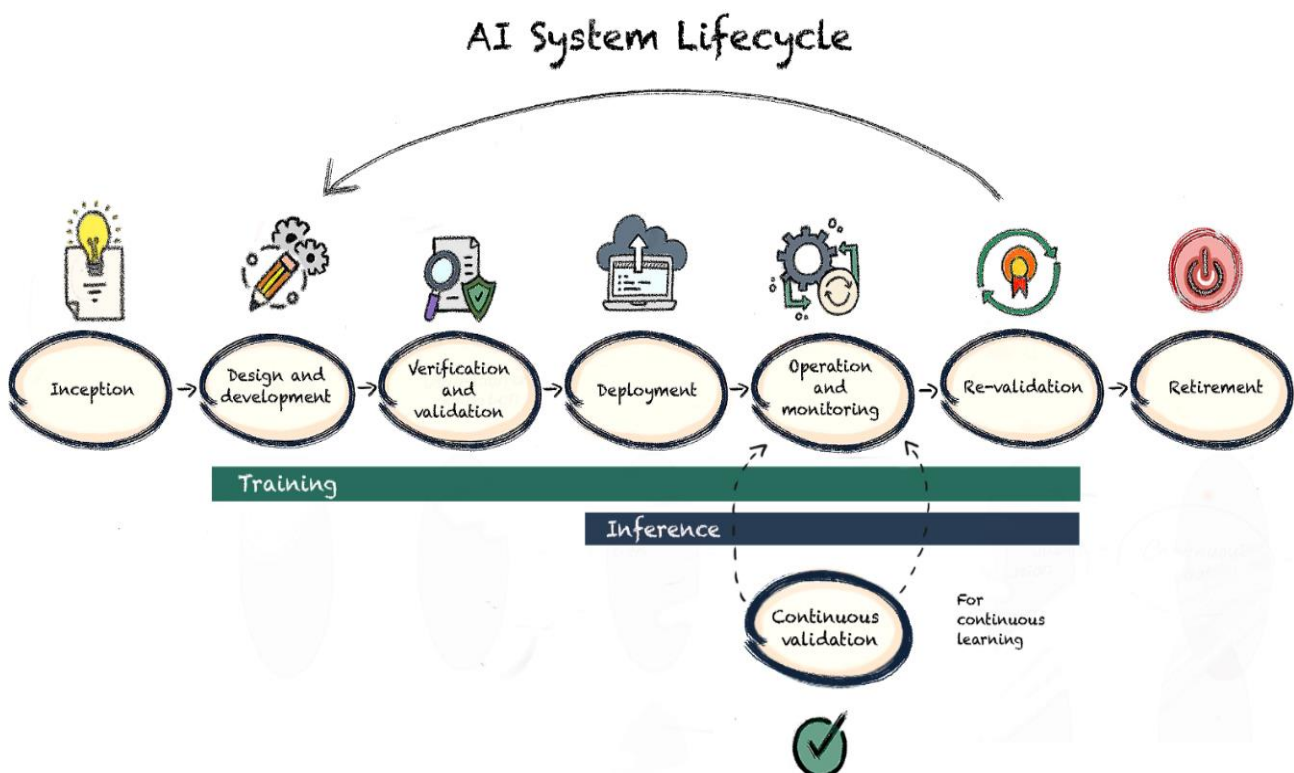 AI System Lifecycle
Inception
Design and
development
Verification
and
validation
Deployment
Operation
and
monitoring
Re-validation
Retirement
Training
Inference
Continuous
validation
For
continuous
learning